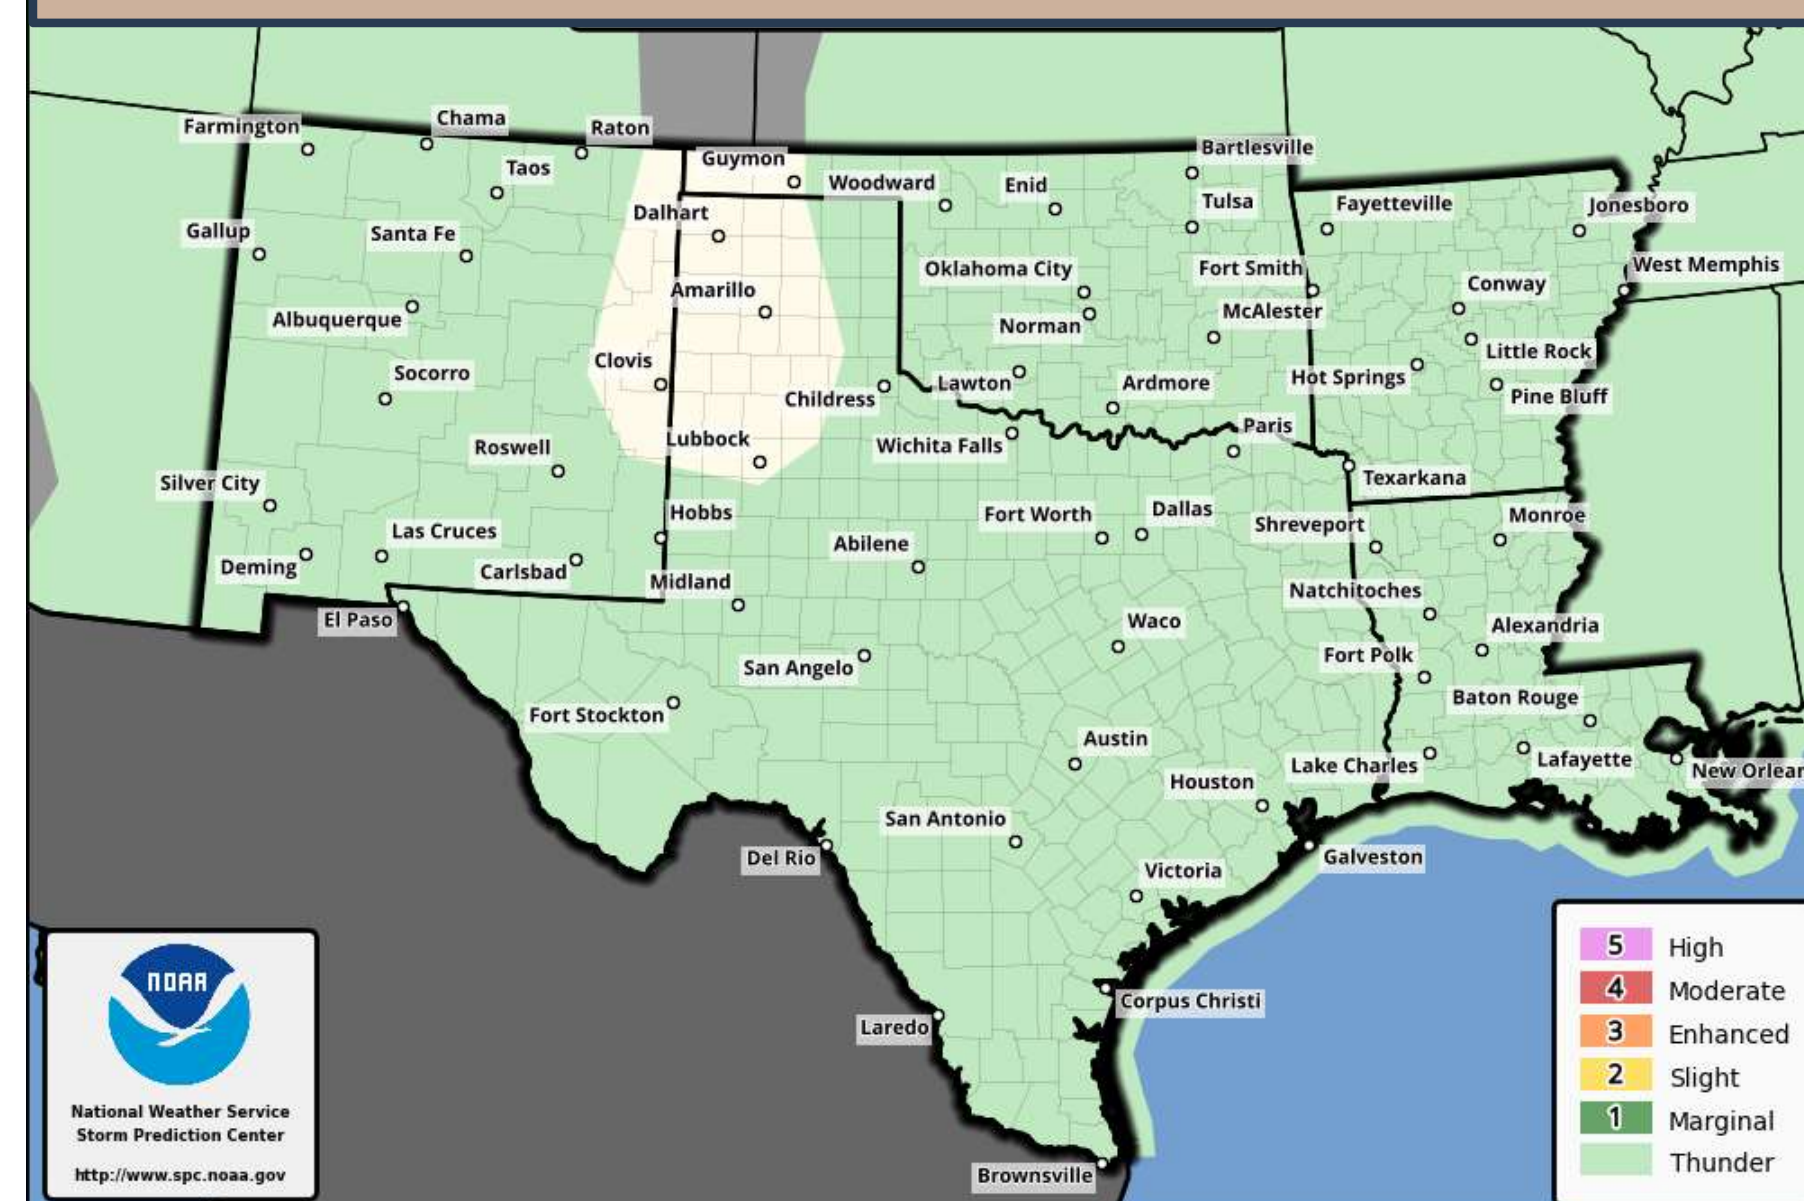 Chama
Farmington
Raton
Bartlesville
Guymon
Taos
Woodward
Enid
Tulsa
Fayetteville
Jonesboro
Dalhart
Gallup
Santa Fe
Oklahoma City
Fort Smith
West Memphis
Conway
Amarillo
McAlester
Albuquerque
Norman
Little Rock
Clovis
Socorro
Hot Springs
Lawton
Ardmore
Pine Bluff
Childress
Paris
Lubbock
Wichita Falls
Roswell
Texarkana
Silver City
Hobbs
Fort Worth
Dallas
Monroe
Shreveport
Las Cruces
Abilene
Deming
Carlsbad
Midland
Natchitoches
El Paso
Waco
Alexandria
San Angelo
Fort Polk
Baton Rouge
Fort Stockton
Austin
Lake Charles
Lafayette
New Orlean
Houston
San Antonio
Del Rio
Galveston
Victoria
Corpus Christi
Laredo
Brownsville
NOAA
National Weather Service
Storm Prediction Center
http://www.spc.noaa.gov
5 High
4 Moderate
3 Enhanced
2 Slight
1 Marginal
Thunder